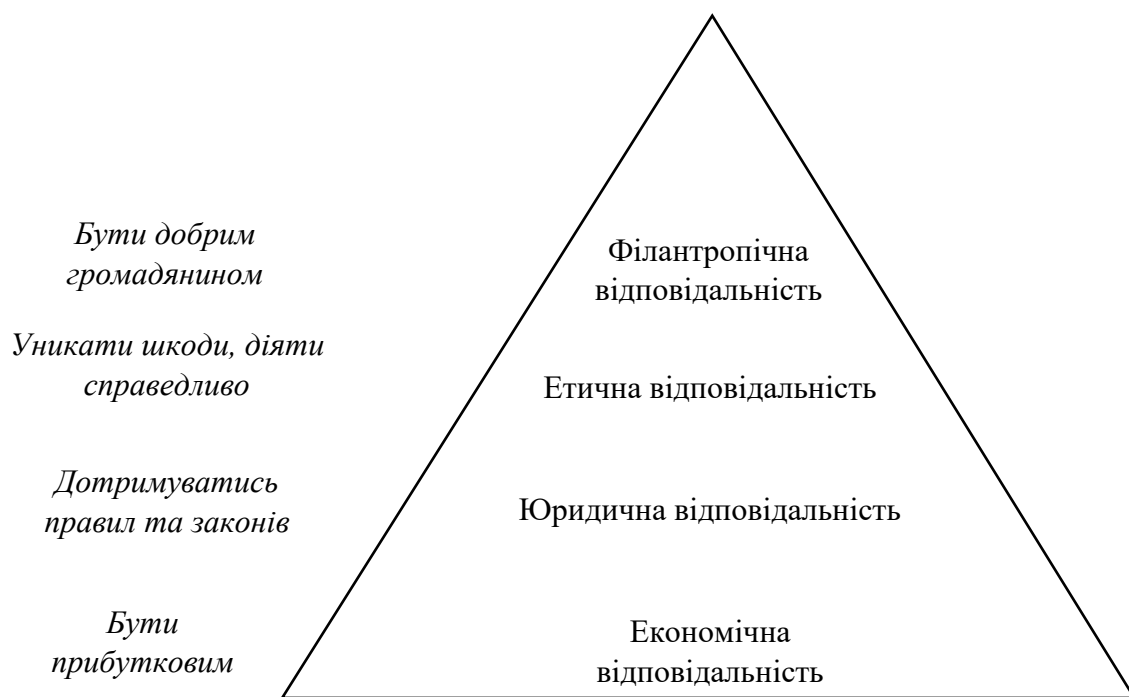 Бути добрим
громадянином
Філантропічна
відповідальність
Уникати шкоди, діяти
справедливо
Етична відповідальність
Дотримуватись
правил та законів
Юридична відповідальність
Бути
прибутковим
Економічна
відповідальність